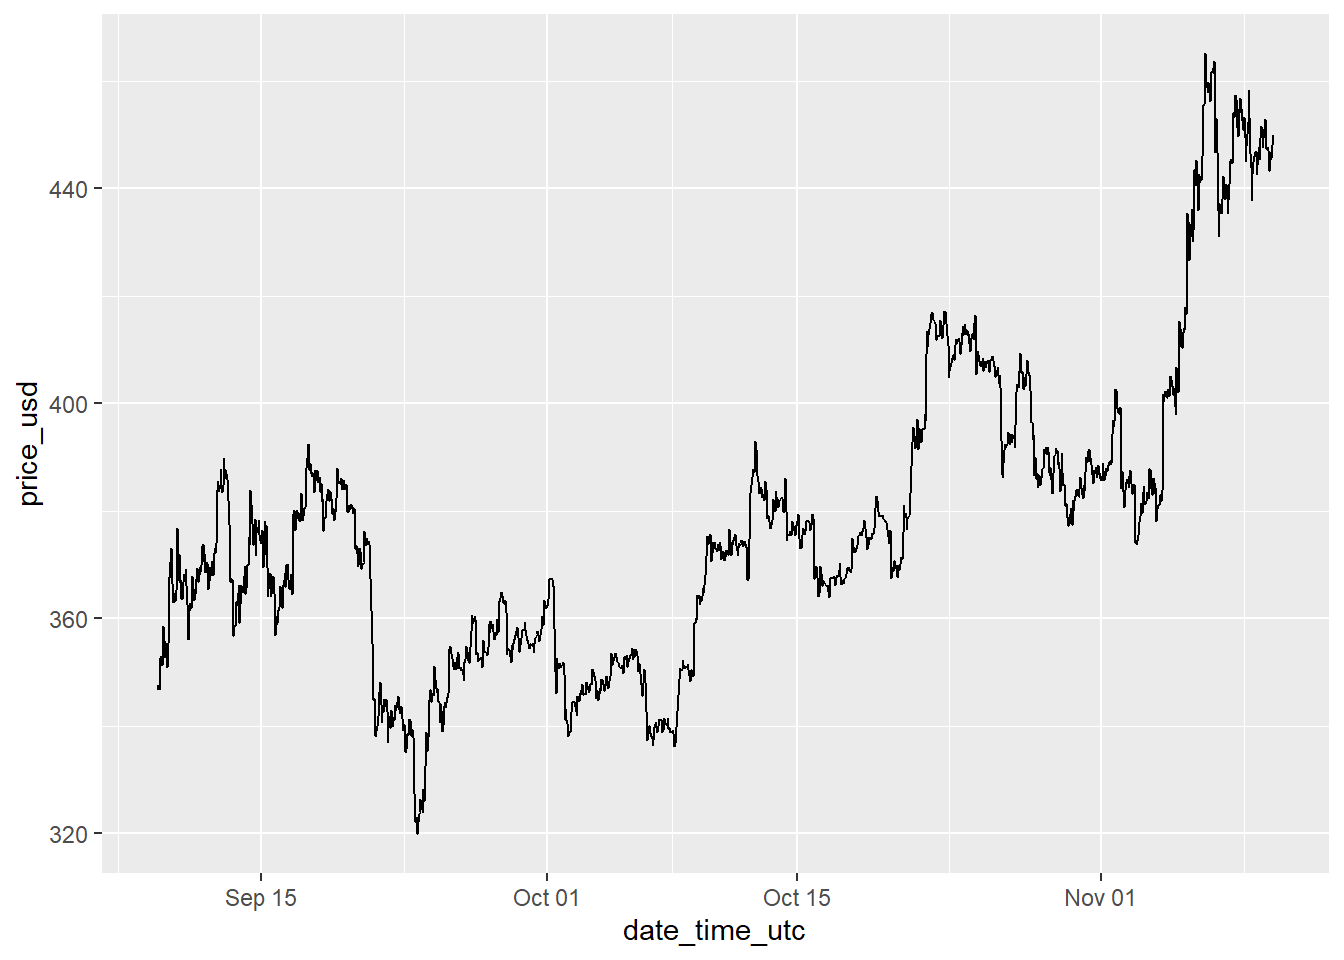 440
400
360
320
price_usd
Sep 15
Oct 01
Oct 15
Nov 01
date_time_utc